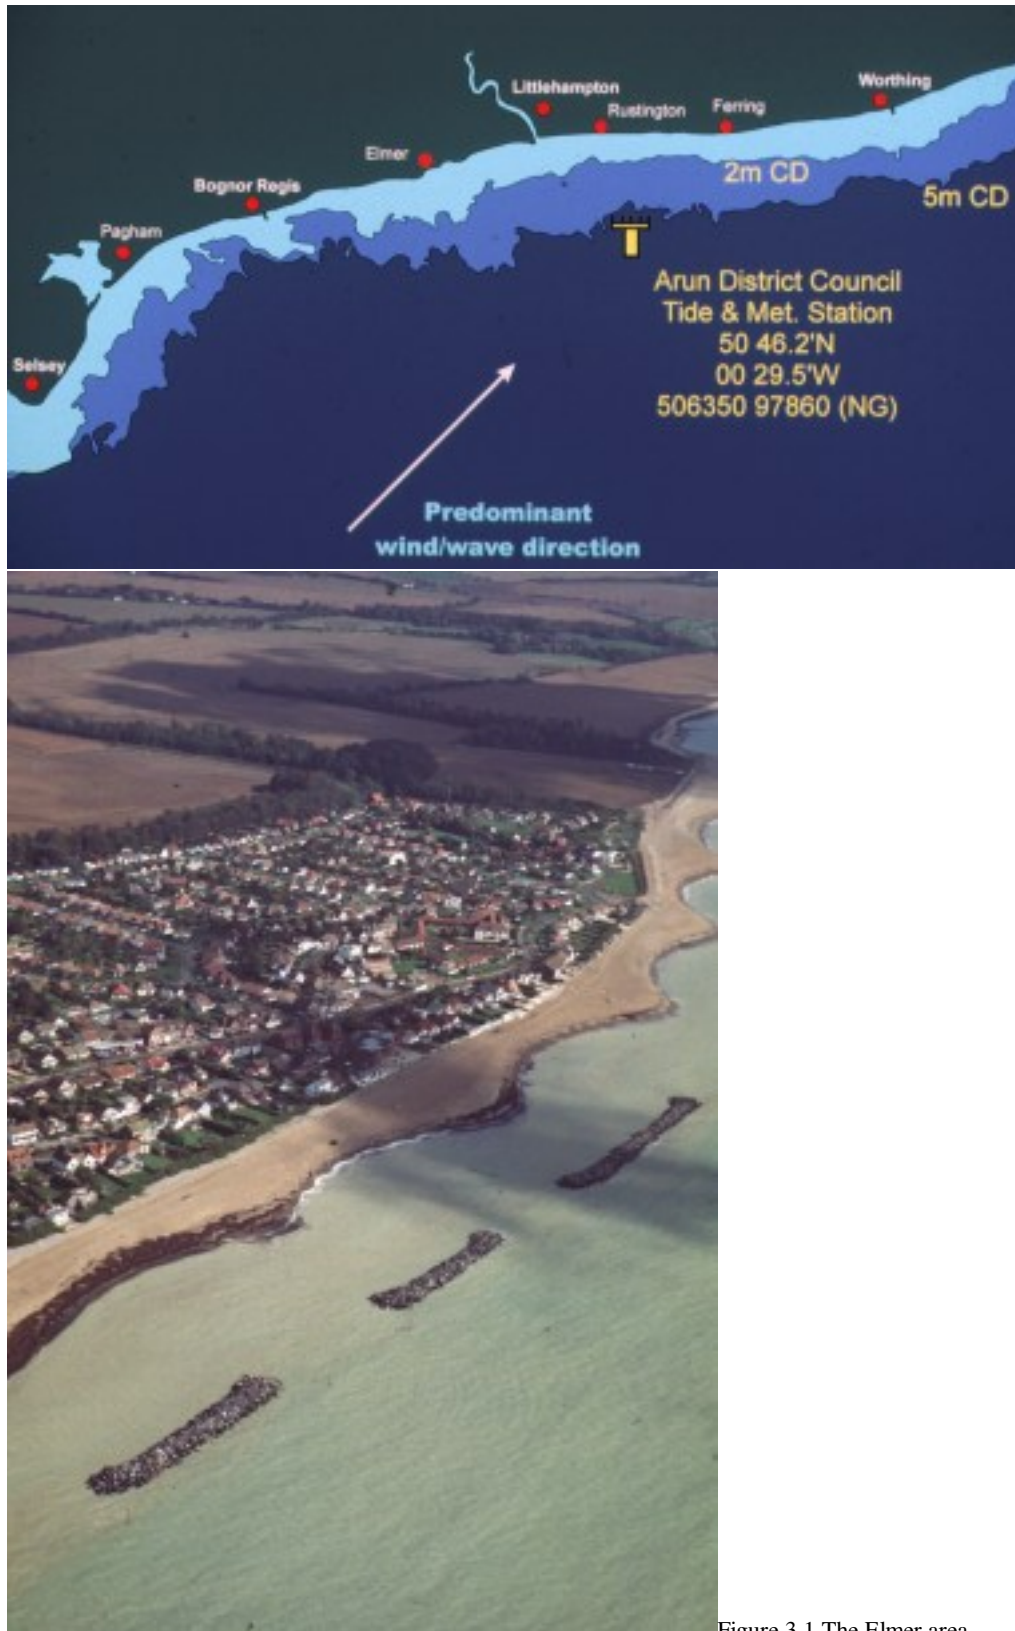 Littlehampton
Worthing
Rustington
Ferring
Elmer
2m CD
Bognor Regis
5m CD
Pagham
Arun District Council
Tide & Met. Station
50 46.2'N
00 29.5'W
506350 97860 (NG)
Selsey
Predominant
wind/wave direction
Figure 3.1 The Elmer area